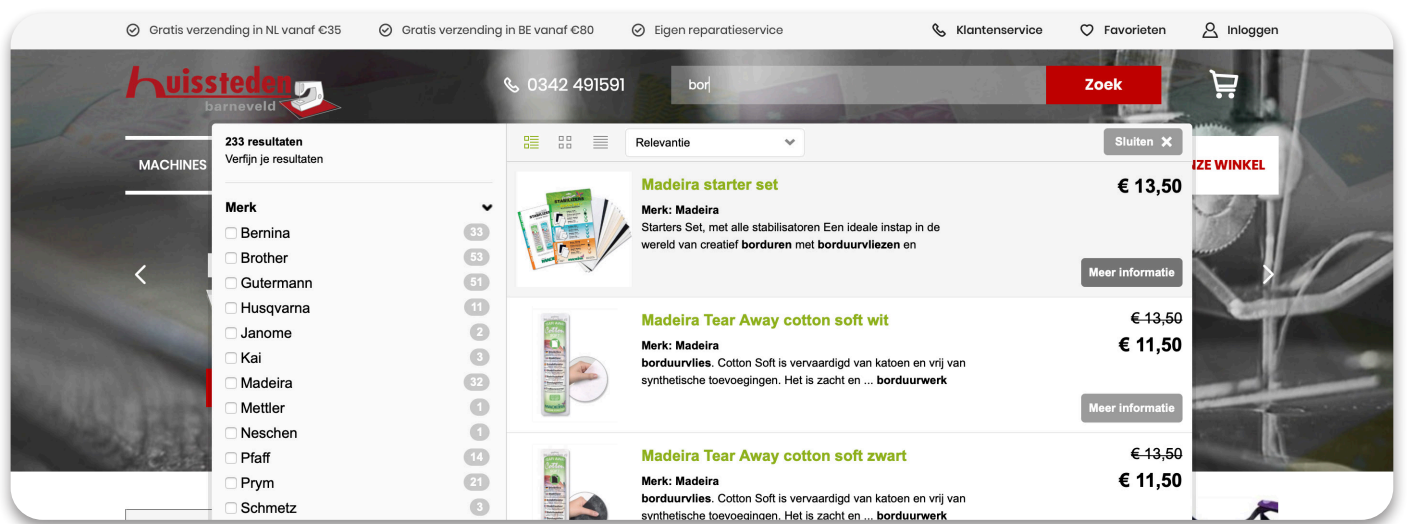 Gratis verzending in NL vanaf €35
Gratis verzending in BE vanaf €80
Eigen reparatieservice
Klantenservice
Favorieten
Inloggen
huissteden
barneveld
0342 491591
bor
Zoek
MACHINES
NZE WINKEL
233 resultaten
Verfijn je resultaten
Merk
Bernina 33
Brother 53
Gutermann 51
Husqvarna 11
Janome 2
Kai 3
Madeira 32
Mettler 1
Neschen 1
Pfaff 14
Prym 21
Schmetz 3
Relevantie
Sluiten X
Madeira starter set
€ 13,50
Merk: Madeira
Starters Set, met alle stabilisatoren Een ideale instap in de
wereld van creatief borduren met borduurvliezen en
Meer informatie
Madeira Tear Away cotton soft wit
€ 13,50
€ 11,50
Merk: Madeira
borduurvlies. Cotton Soft is vervaardigd van katoen en vrij van
synthetische toevoegingen. Het is zacht en ... borduurwerk
Meer informatie
Madeira Tear Away cotton soft zwart
€ 13,50
€ 11,50
Merk: Madeira
borduurvlies. Cotton Soft is vervaardigd van katoen en vrij van
synthetische toevoegingen. Het is zacht en ... borduurwerk